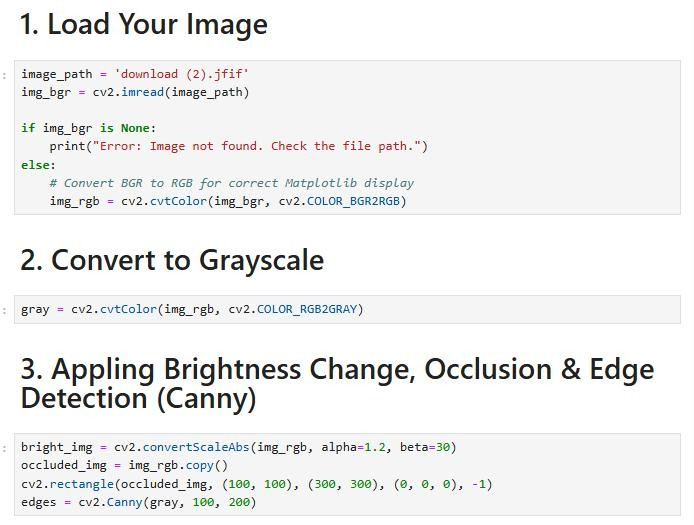 1. Load Your Image
image_path = 'download (2).jfif'
img_bgr = cv2.imread(image_path)
if img_bgr is None:
    print("Error: Image not found. Check the file path.")
else:
    # Convert BGR to RGB for correct Matplotlib display
    img_rgb = cv2.cvtColor(img_bgr, cv2.COLOR_BGR2RGB)
2. Convert to Grayscale
gray = cv2.cvtColor(img_rgb, cv2.COLOR_RGB2GRAY)
3. Appling Brightness Change, Occlusion & Edge
Detection (Canny)
bright_img = cv2.convertScaleAbs(img_rgb, alpha=1.2, beta=30)
occluded_img = img_rgb.copy()
cv2.rectangle(occluded_img, (100, 100), (300, 300), (0, 0, 0), -1)
edges = cv2.Canny(gray, 100, 200)